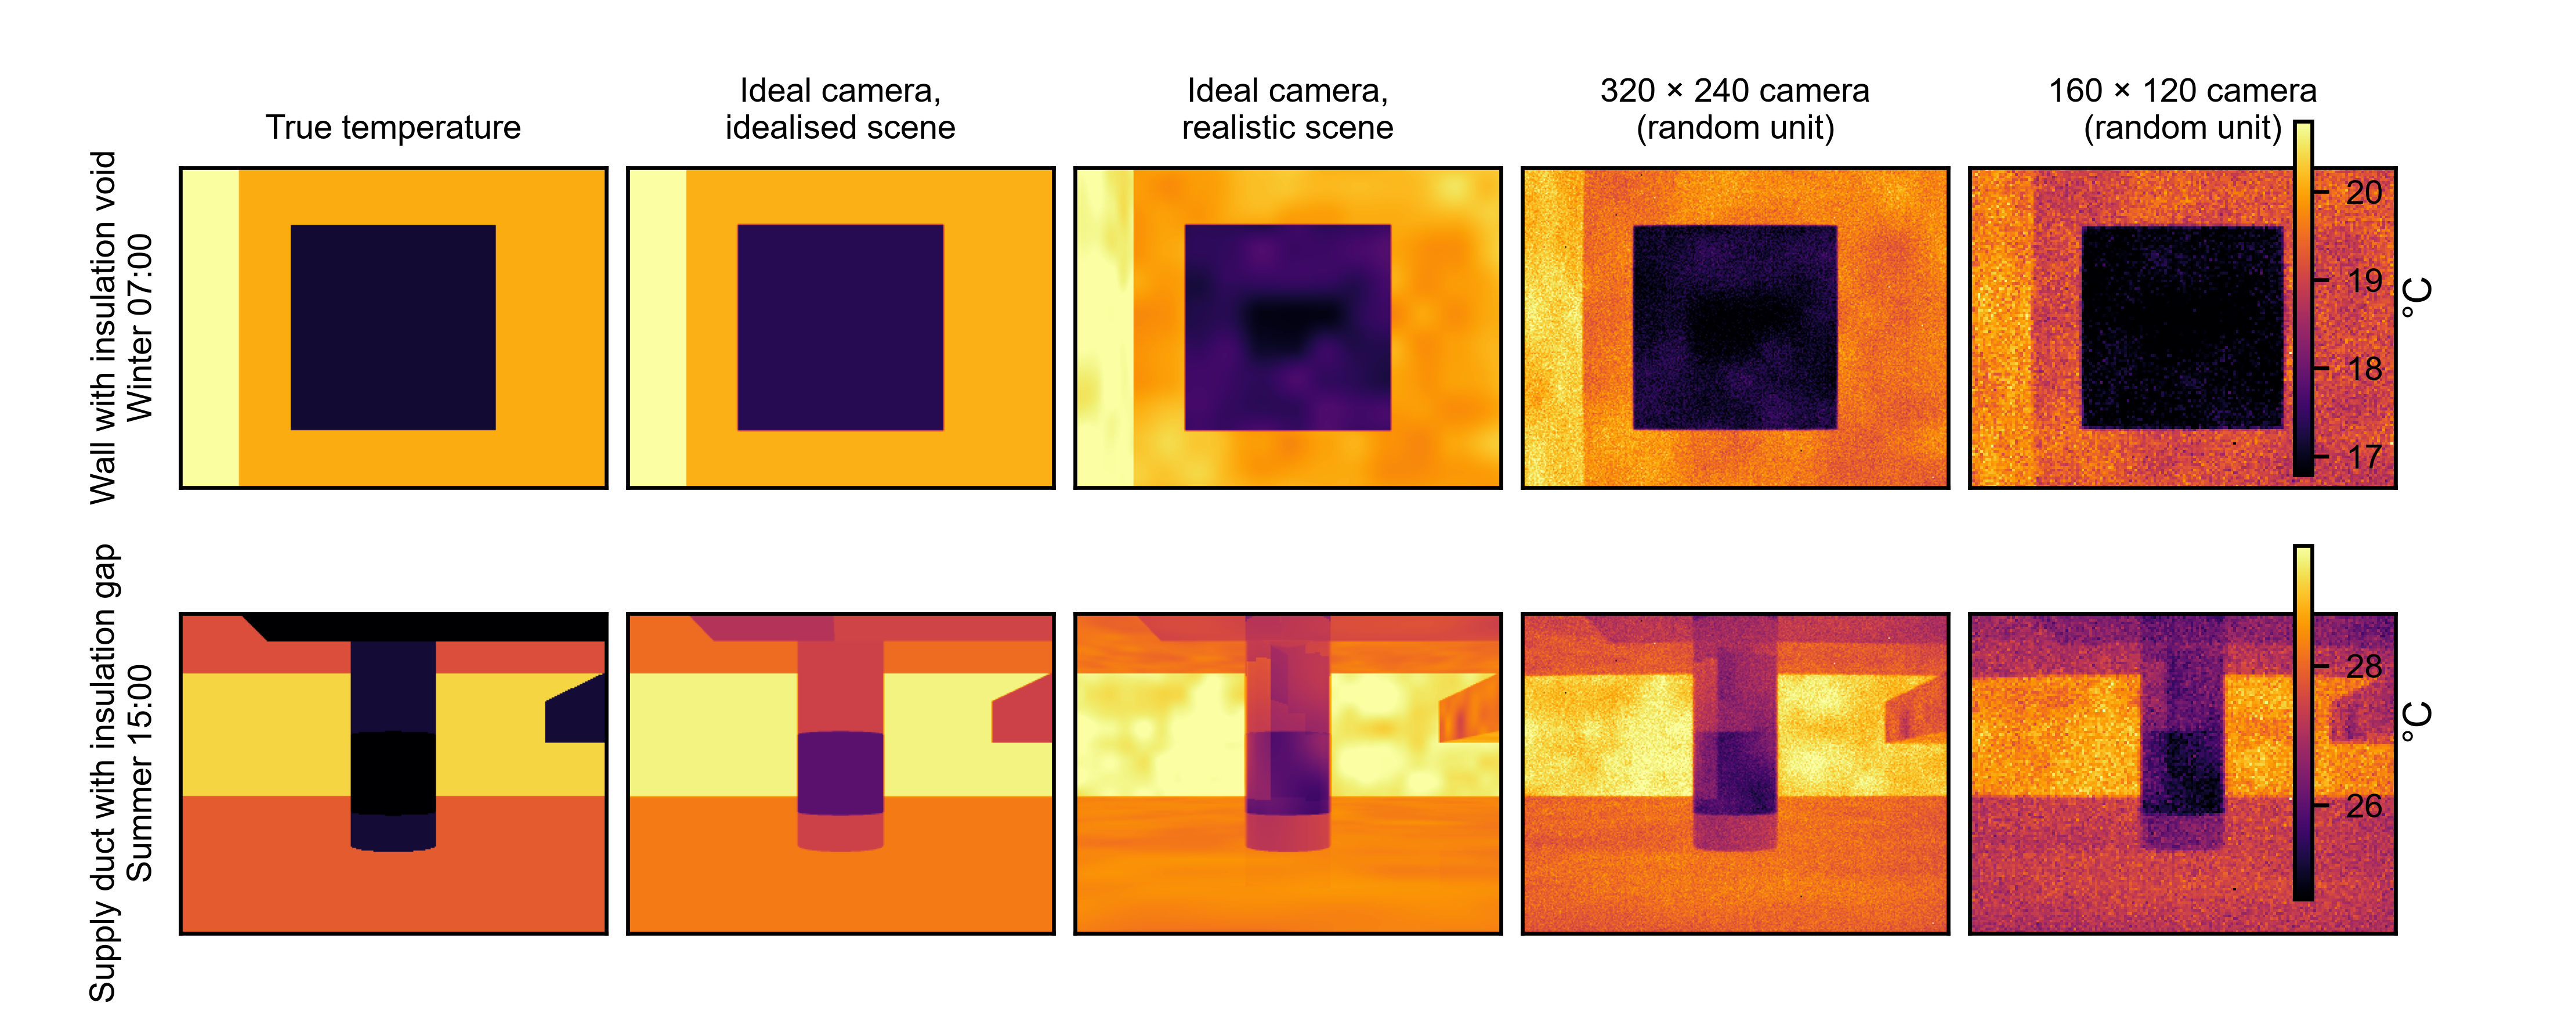 True temperature
Ideal camera,
idealised scene
Ideal camera,
realistic scene
320 × 240 camera
(random unit)
160 × 120 camera
(random unit)
Wall with insulation void
Winter 07:00
20
19
18
17
°C
Supply duct with insulation gap
Summer 15:00
28
26
°C